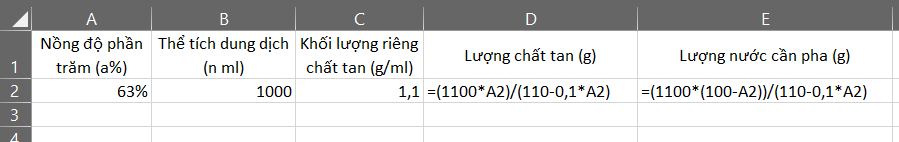 A B C D E
Nồng độ phần
trăm (a%)
Thể tích dung dịch
(n ml)
Khối lượng riêng
chất tan (g/ml)
Lượng chất tan (g)
Lượng nước cần pha (g)
1
2 63% 1000 1,1 =(1100*A2)/(110-0,1*A2) =(1100*(100-A2))/(110-0,1*A2)
3
4